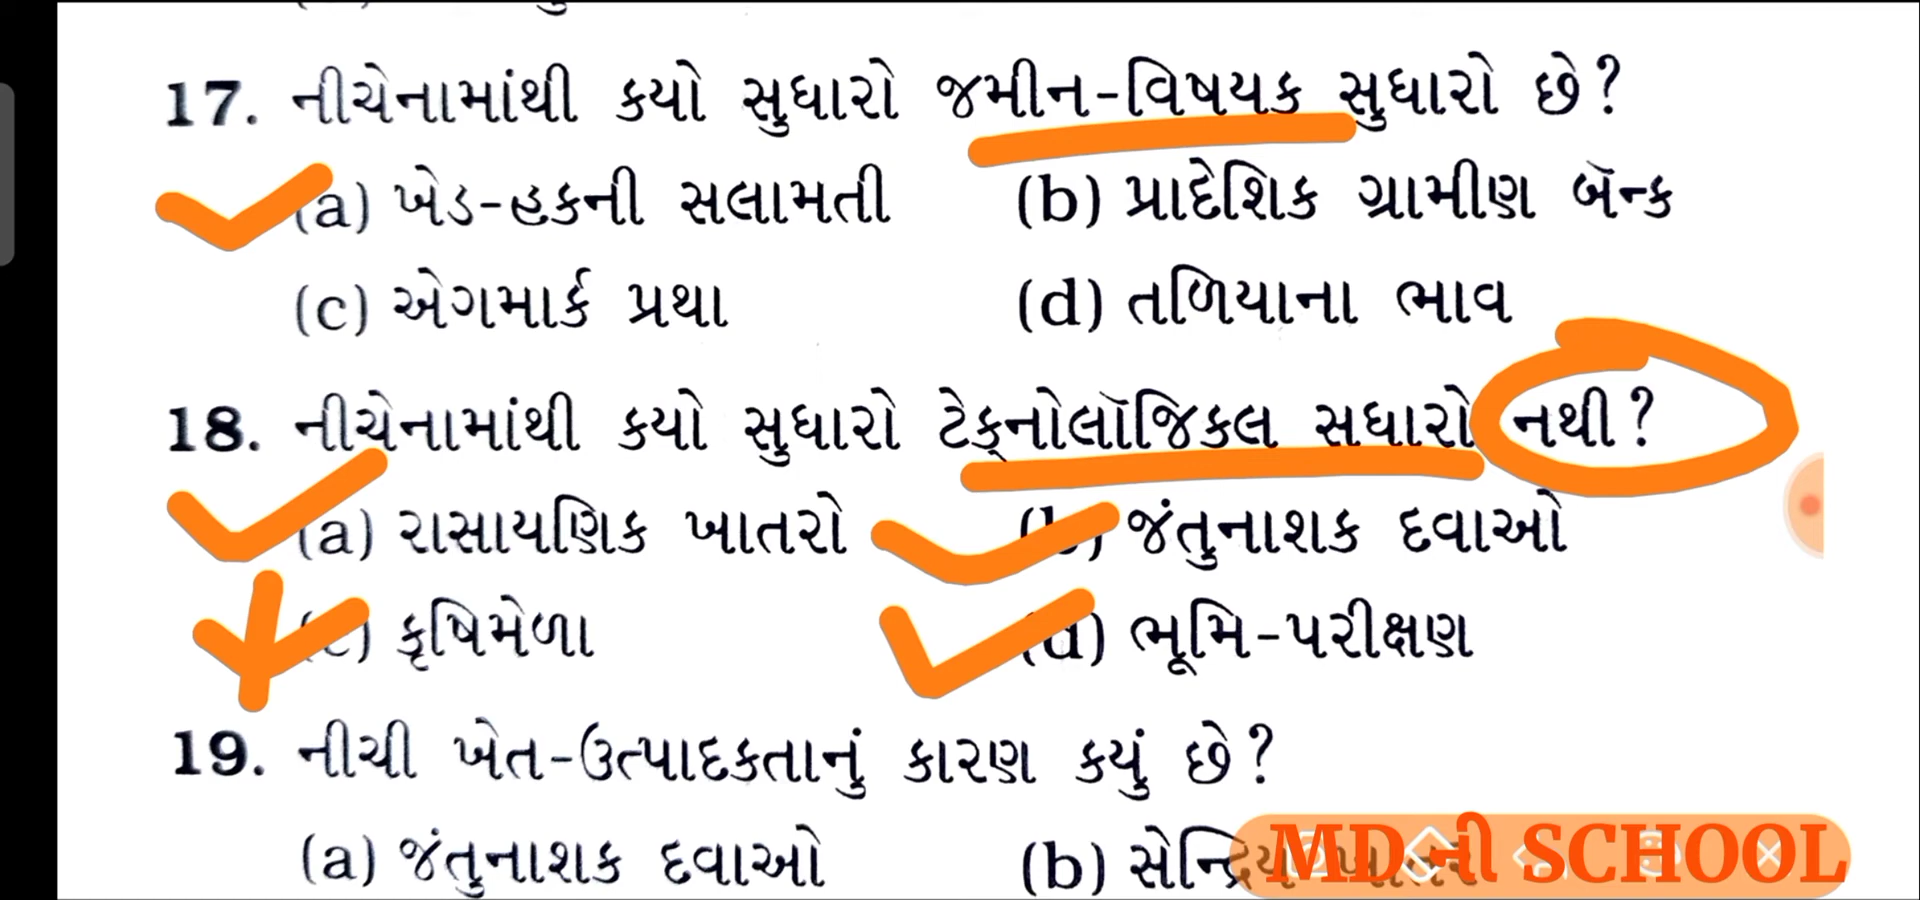 17. નીચેનામાંથી કયો સુધારો જમીન-વિષયક સુધારો છે?
(a) ખેડ-હકની સલામતી (b) પ્રાદેશિક ગ્રામીણ બૅન્ક
(c) એગમાર્ક પ્રથા (d) તળિયાના ભાવ
18. નીચેનામાંથી કયો સુધારો ટેક્નોલૉજિકલ સુધારો નથી?
(a) રાસાયણિક ખાતરો (b) જંતુનાશક દવાઓ
(c) કૃષિમેળા (d) ભૂમિ-પરીક્ષણ
19. નીચી ખેત-ઉત્પાદકતાનું કારણ કયું છે?
(a) જંતુનાશક દવાઓ (b) સેન્દ્રિય
MD ની SCHOOL